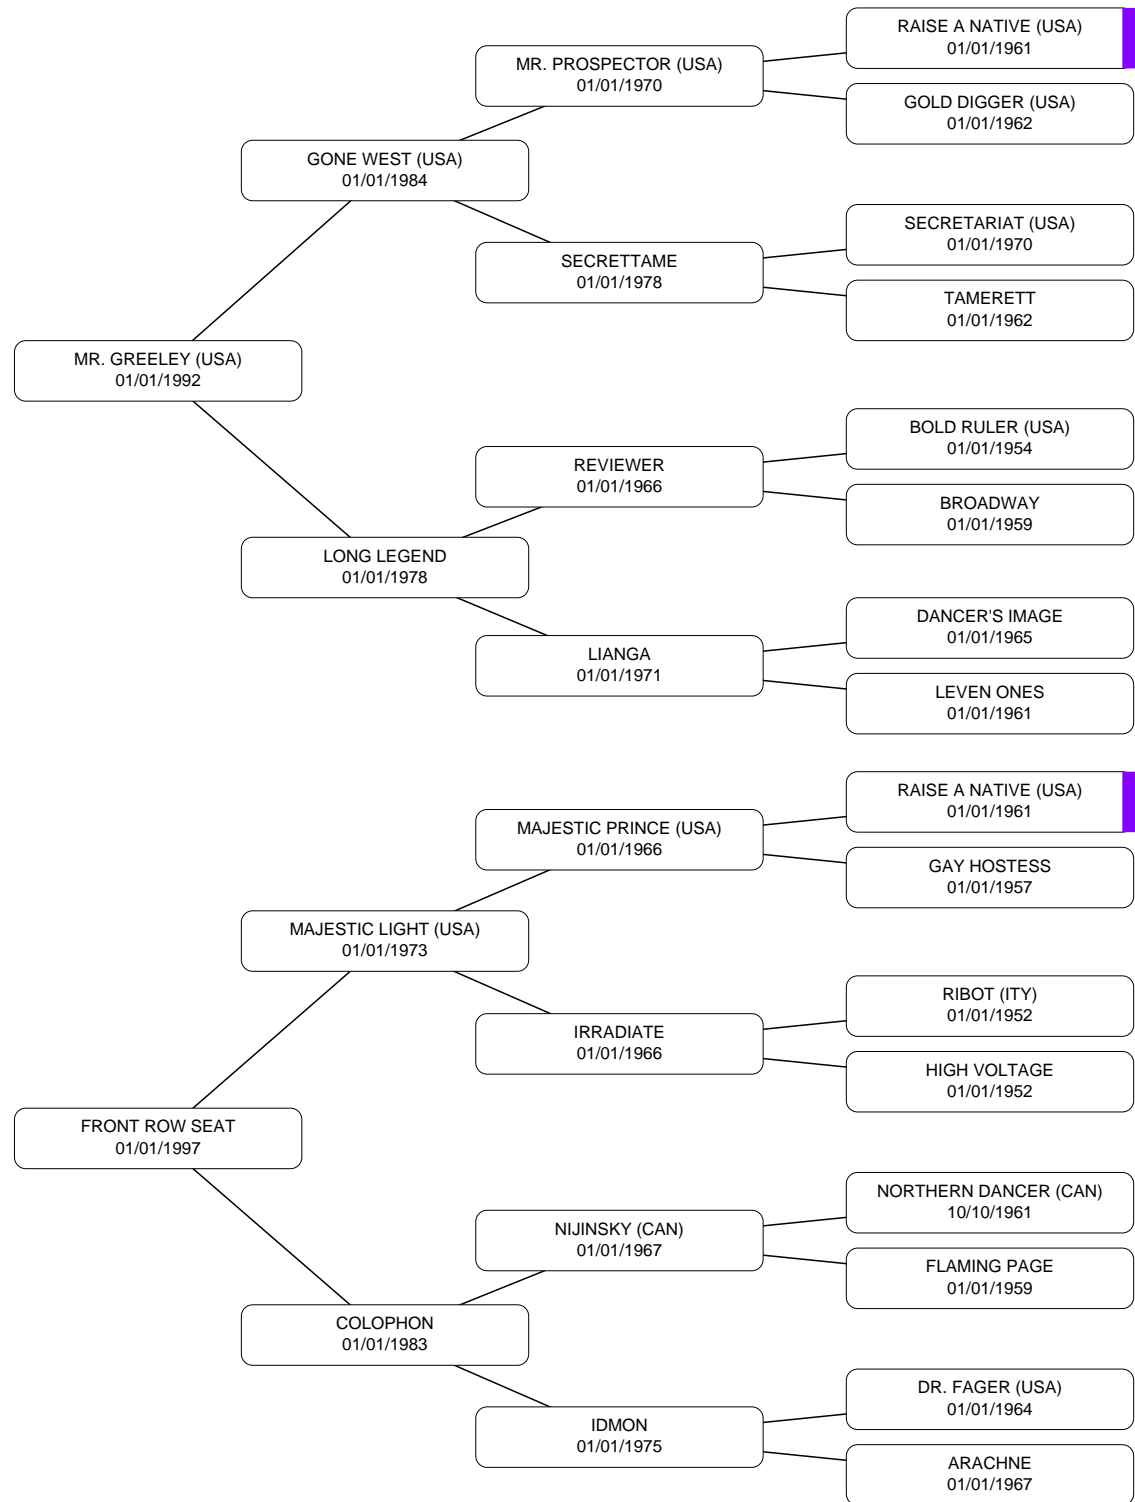 RAISE A NATIVE (USA)
01/01/1961
MR. PROSPECTOR (USA)
01/01/1970
GOLD DIGGER (USA)
01/01/1962
GONE WEST (USA)
01/01/1984
SECRETARIAT (USA)
01/01/1970
SECRETTAME
01/01/1978
TAMERETT
01/01/1962
MR. GREELEY (USA)
01/01/1992
BOLD RULER (USA)
01/01/1954
REVIEWER
01/01/1966
BROADWAY
01/01/1959
LONG LEGEND
01/01/1978
DANCER'S IMAGE
01/01/1965
LIANGA
01/01/1971
LEVEN ONES
01/01/1961
RAISE A NATIVE (USA)
01/01/1961
MAJESTIC PRINCE (USA)
01/01/1966
GAY HOSTESS
01/01/1957
MAJESTIC LIGHT (USA)
01/01/1973
RIBOT (ITY)
01/01/1952
IRRADIATE
01/01/1966
HIGH VOLTAGE
01/01/1952
FRONT ROW SEAT
01/01/1997
NORTHERN DANCER (CAN)
10/10/1961
NIJINSKY (CAN)
01/01/1967
FLAMING PAGE
01/01/1959
COLOPHON
01/01/1983
DR. FAGER (USA)
01/01/1964
IDMON
01/01/1975
ARACHNE
01/01/1967